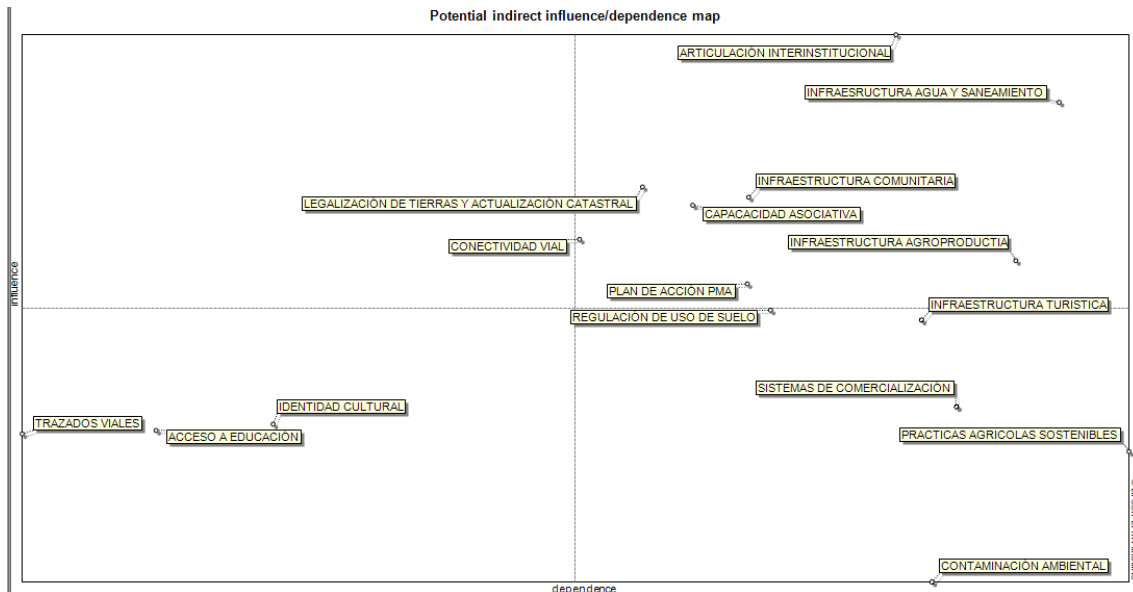 Potential indirect influence/dependence map
ARTICULACIÓN INTERINSTITUCIONAL
INFRAESRUCTURA AGUA Y SANEAMIENTO
INFRAESTRUCTURA COMUNITARIA
LEGALIZACIÓN DE TIERRAS Y ACTUALIZACIÓN CATASTRAL
CAPACACIDAD ASOCIATIVA
CONECTIVIDAD VIAL
INFRAESTRUCTURA AGROPRODUCTIA
influence
PLAN DE ACCIÓN PMA
INFRAESTRUCTURA TURISTICA
REGULACIÓN DE USO DE SUELO
SISTEMAS DE COMERCIALIZACIÓN
IDENTIDAD CULTURAL
TRAZADOS VIALES
ACCESO A EDUCACIÓN
PRACTICAS AGRICOLAS SOSTENIBLES
CONTAMINACIÓN AMBIENTAL
dependence